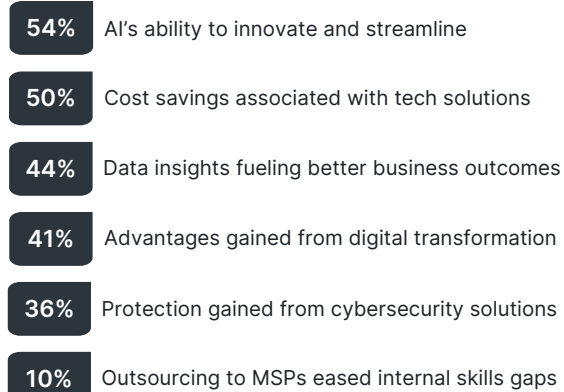 54% AI’s ability to innovate and streamline
50% Cost savings associated with tech solutions
44% Data insights fueling better business outcomes
41% Advantages gained from digital transformation
36% Protection gained from cybersecurity solutions
10% Outsourcing to MSPs eased internal skills gaps